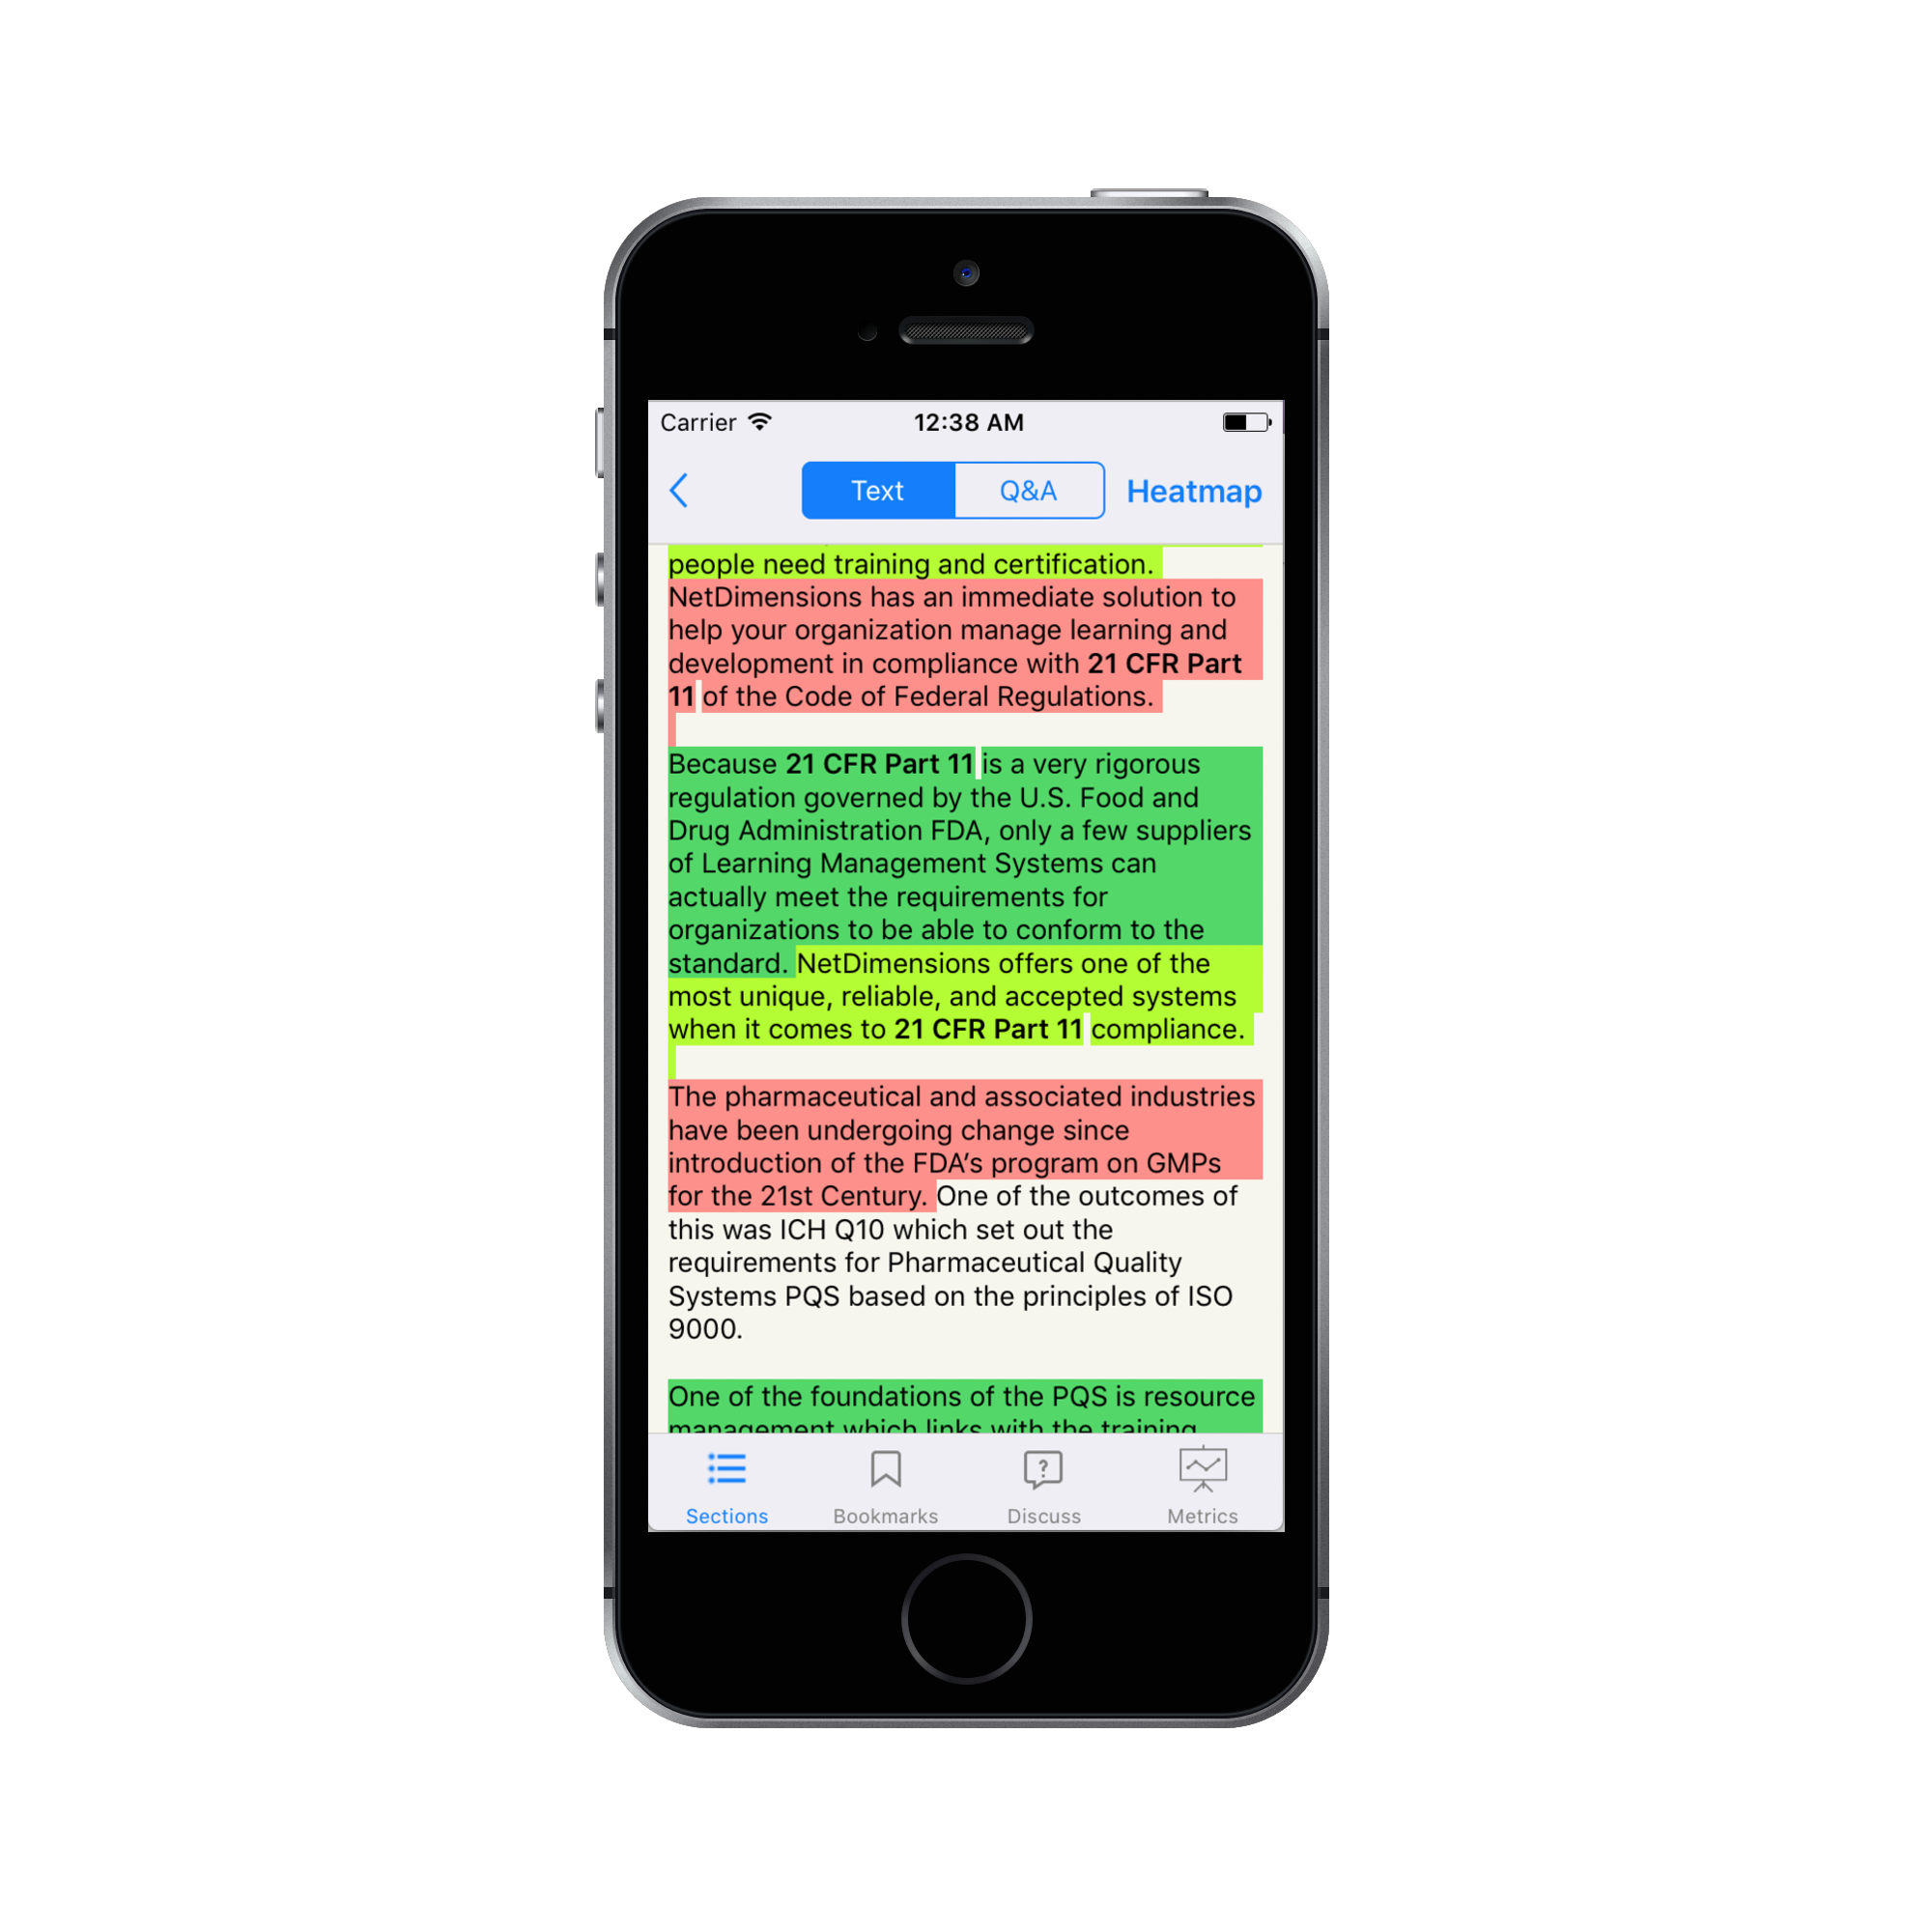 Carrier 12:38 AM
Text Q&A Heatmap
people need training and certification.
NetDimensions has an immediate solution to
help your organization manage learning and
development in compliance with 21 CFR Part
11 of the Code of Federal Regulations.
Because 21 CFR Part 11 is a very rigorous
regulation governed by the U.S. Food and
Drug Administration FDA, only a few suppliers
of Learning Management Systems can
actually meet the requirements for
organizations to be able to conform to the
standard. NetDimensions offers one of the
most unique, reliable, and accepted systems
when it comes to 21 CFR Part 11 compliance.
The pharmaceutical and associated industries
have been undergoing change since
introduction of the FDA’s program on GMPs
for the 21st Century. One of the outcomes of
this was ICH Q10 which set out the
requirements for Pharmaceutical Quality
Systems PQS based on the principles of ISO
9000.
One of the foundations of the PQS is resource
management which links with the training
Sections Bookmarks Discuss Metrics